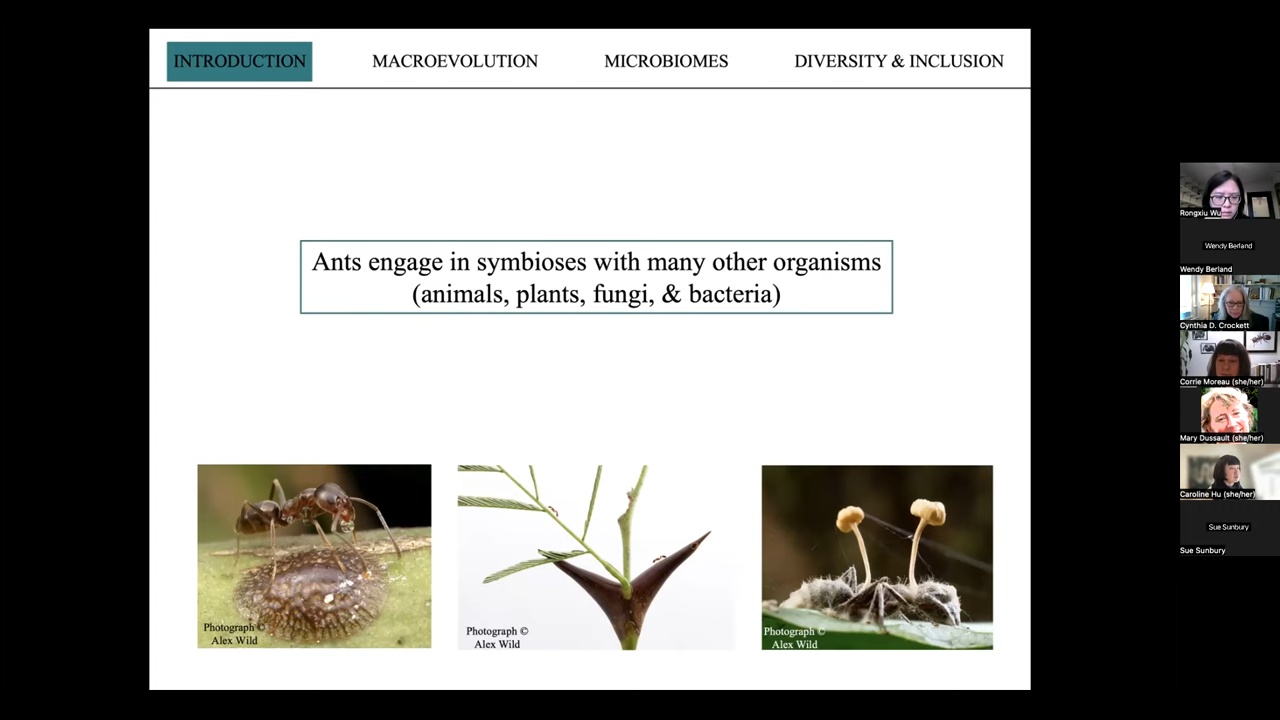 INTRODUCTION
MACROEVOLUTION
MICROBIOMES
DIVERSITY & INCLUSION
Ants engage in symbioses with many other organisms
(animals, plants, fungi, & bacteria)
Photograph ©
Alex Wild
Photograph ©
Alex Wild
Photograph ©
Alex Wild
Rongxiu Wu
Wendy Berland
Wendy Berland
Cynthia D. Crockett
Corrie Moreau (she/her)
Mary Dussault (she/her)
Caroline Hu (she/her)
Sue Sunbury
Sue Sunbury